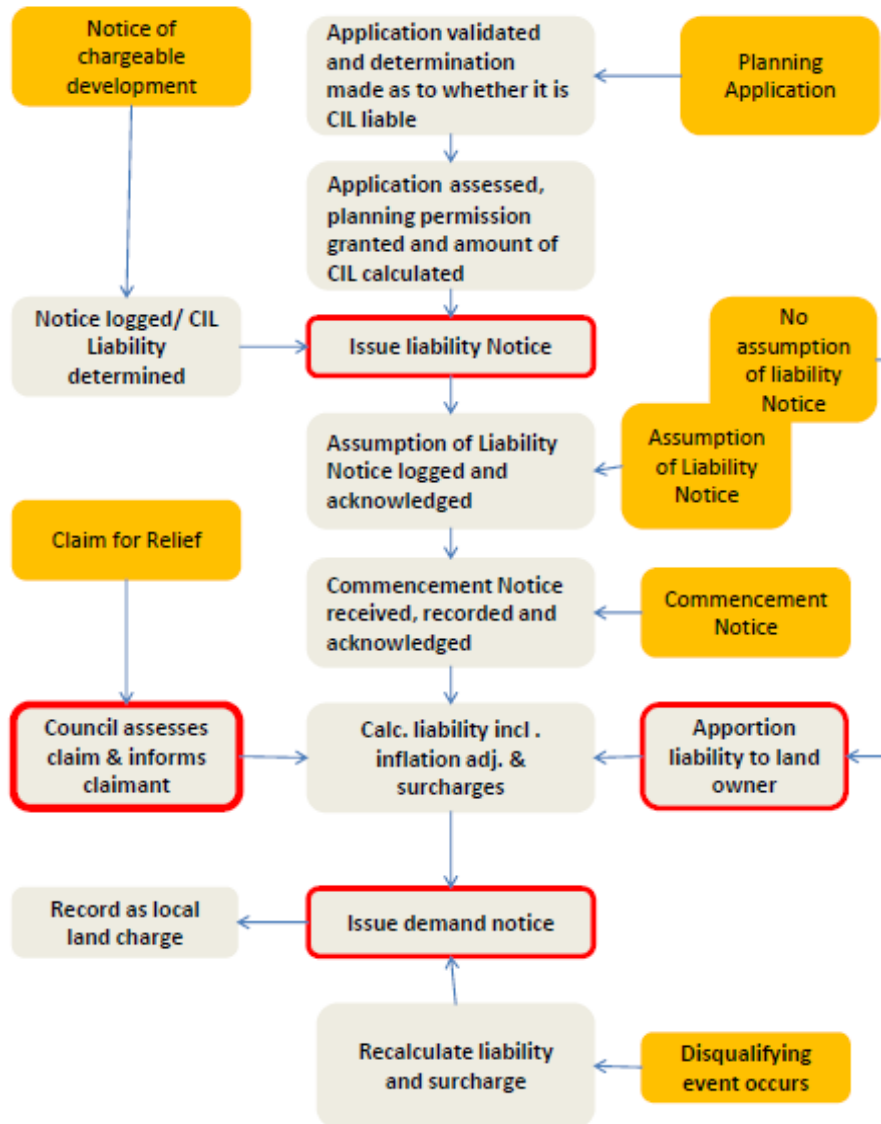 Notice of
chargeable
development
Application validated
and determination
made as to whether it is
CIL liable
Planning
Application
Application assessed,
planning permission
granted and amount of
CIL calculated
Notice logged/ CIL
Liability
determined
Issue liability Notice
No
assumption
of liability
Notice
Assumption of Liability
Notice logged and
acknowledged
Assumption
of Liability
Notice
Claim for Relief
Commencement Notice
received, recorded and
acknowledged
Commencement
Notice
Council assesses
claim & informs
claimant
Calc. liability incl .
inflation adj. &
surcharges
Apportion
liability to land
owner
Record as local
land charge
Issue demand notice
Recalculate liability
and surcharge
Disqualifying
event occurs